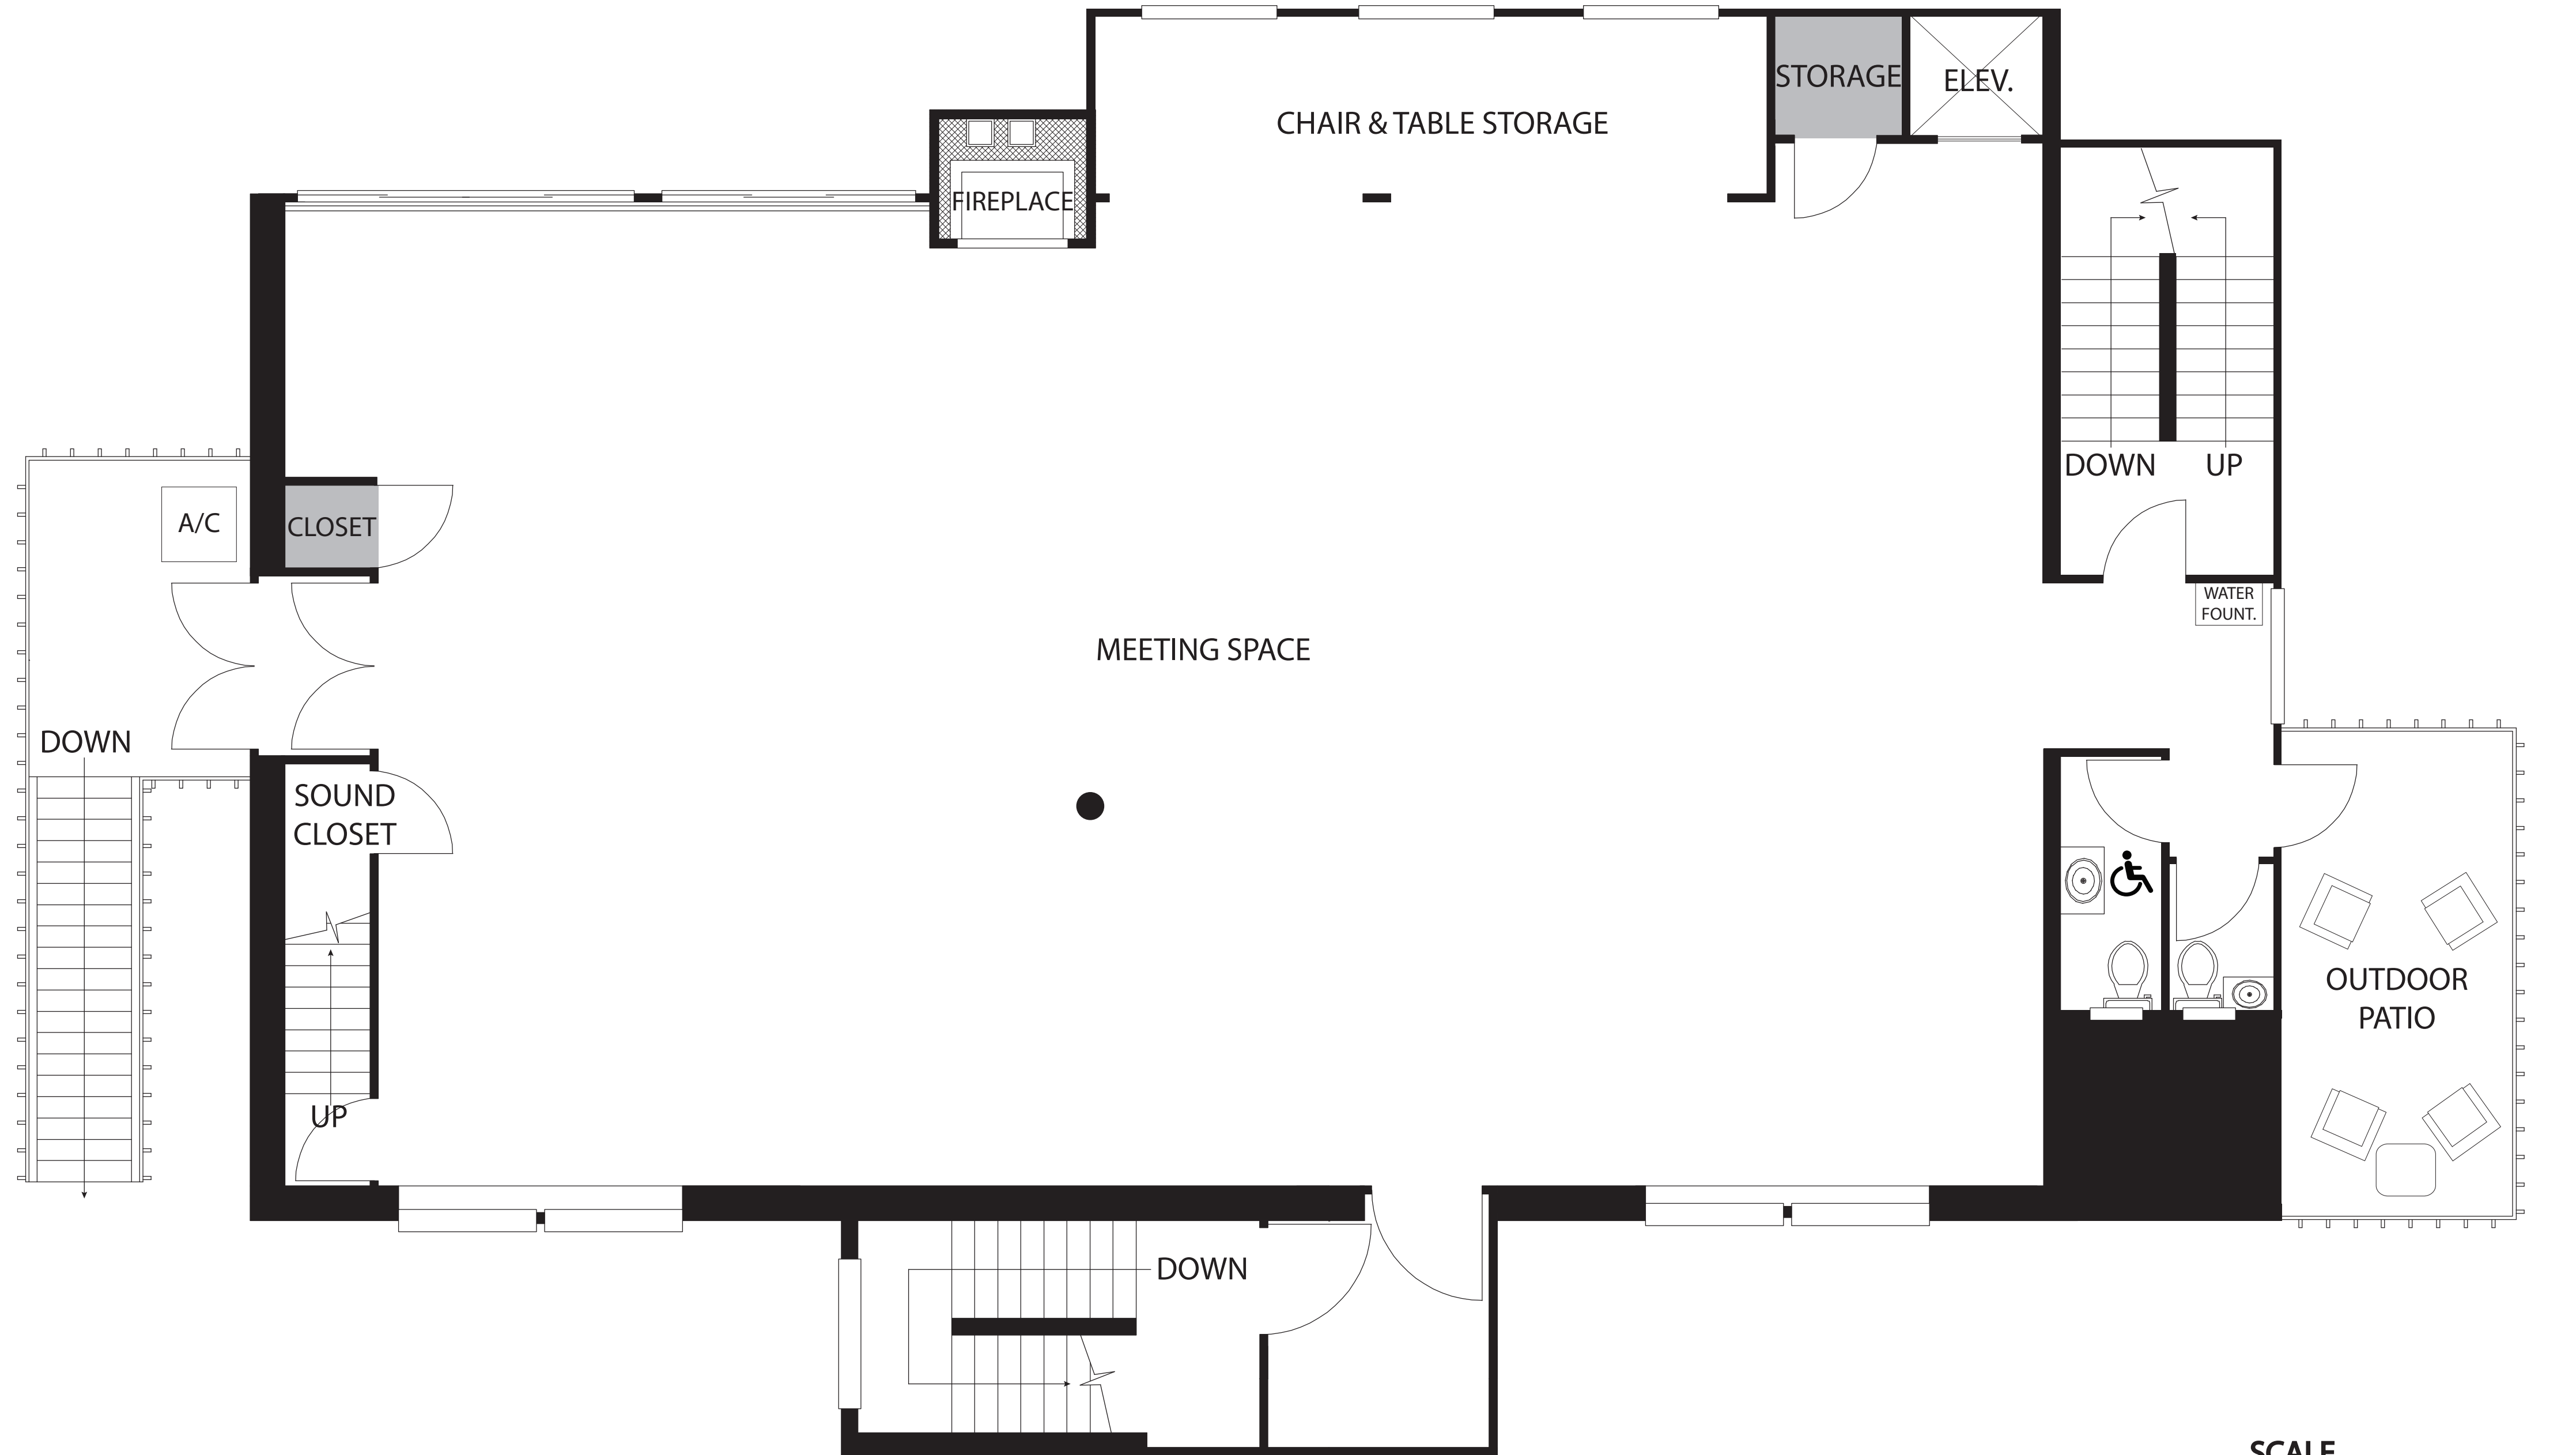 STORAGE
ELEV.
CHAIR & TABLE STORAGE
FIREPLACE
DOWN
UP
A/C
CLOSET
WATER
FOUNT.
MEETING SPACE
DOWN
SOUND
CLOSET
OUTDOOR
PATIO
UP
DOWN
SCALE